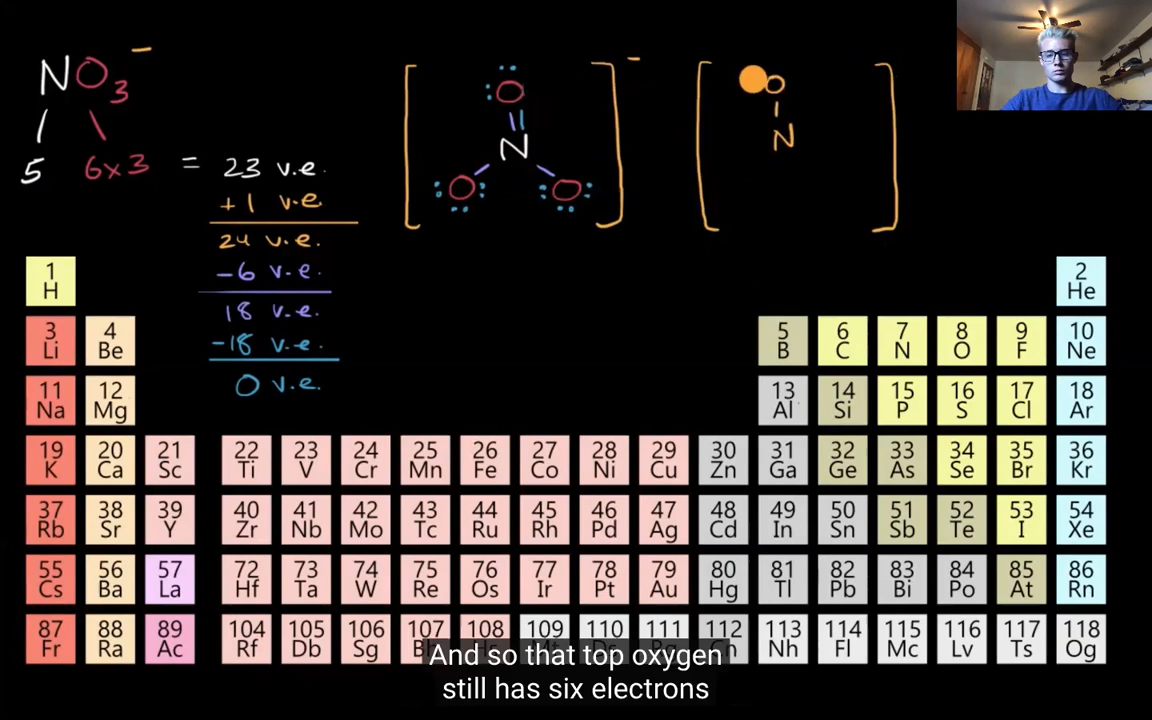 NO3 -
5 6x3 = 23 v.e.
+1 v.e.
24 v.e.
-6 v.e.
18 v.e.
-18 v.e.
0 v.e.
[ O -
N
O O ]
[ O
N ]
1 2
H He
3 4 5 6 7 8 9 10
Li Be B C N O F Ne
11 12 13 14 15 16 17 18
Na Mg Al Si P S Cl Ar
19 20 21 22 23 24 25 26 27 28 29 30 31 32 33 34 35 36
K Ca Sc Ti V Cr Mn Fe Co Ni Cu Zn Ga Ge As Se Br Kr
37 38 39 40 41 42 43 44 45 46 47 48 49 50 51 52 53 54
Rb Sr Y Zr Nb Mo Tc Ru Rh Pd Ag Cd In Sn Sb Te I Xe
55 56 57 72 73 74 75 76 77 78 79 80 81 82 83 84 85 86
Cs Ba La Hf Ta W Re Os Ir Pt Au Hg Tl Pb Bi Po At Rn
87 88 89 104 105 106 107 108 109 110 111 112 113 114 115 116 117 118
Fr Ra Ac Rf Db Sg Nh Fl Mc Lv Ts Og
And so that top oxygen
still has six electrons